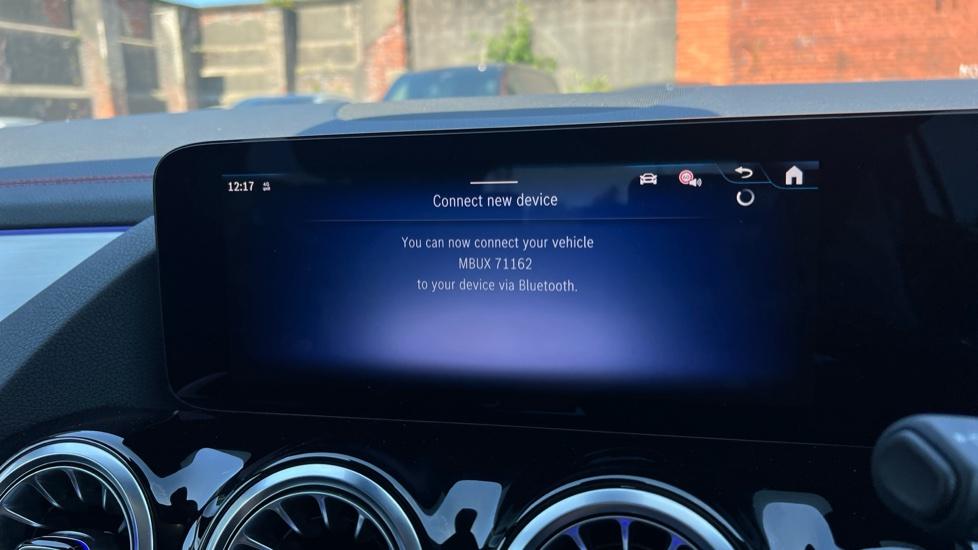 12:17
Connect new device
You can now connect your vehicle
MBUX 71162
to your device via Bluetooth.